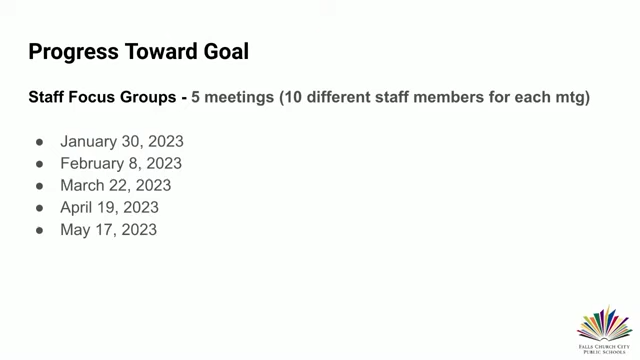 Progress Toward Goal
Staff Focus Groups - 5 meetings (10 different staff members for each mtg)
● January 30, 2023
● February 8, 2023
● March 22, 2023
● April 19, 2023
● May 17, 2023
FALLS CHURCH CITY
PUBLIC SCHOOLS